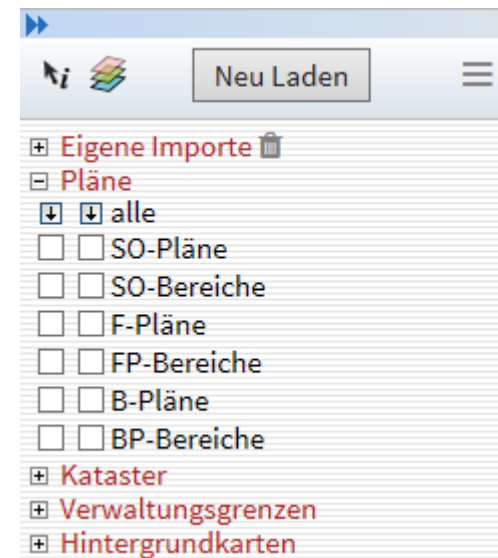 i
Neu Laden
Eigene Importe
Pläne
alle
SO-Pläne
SO-Bereiche
F-Pläne
FP-Bereiche
B-Pläne
BP-Bereiche
Kataster
Verwaltungsgrenzen
Hintergrundkarten